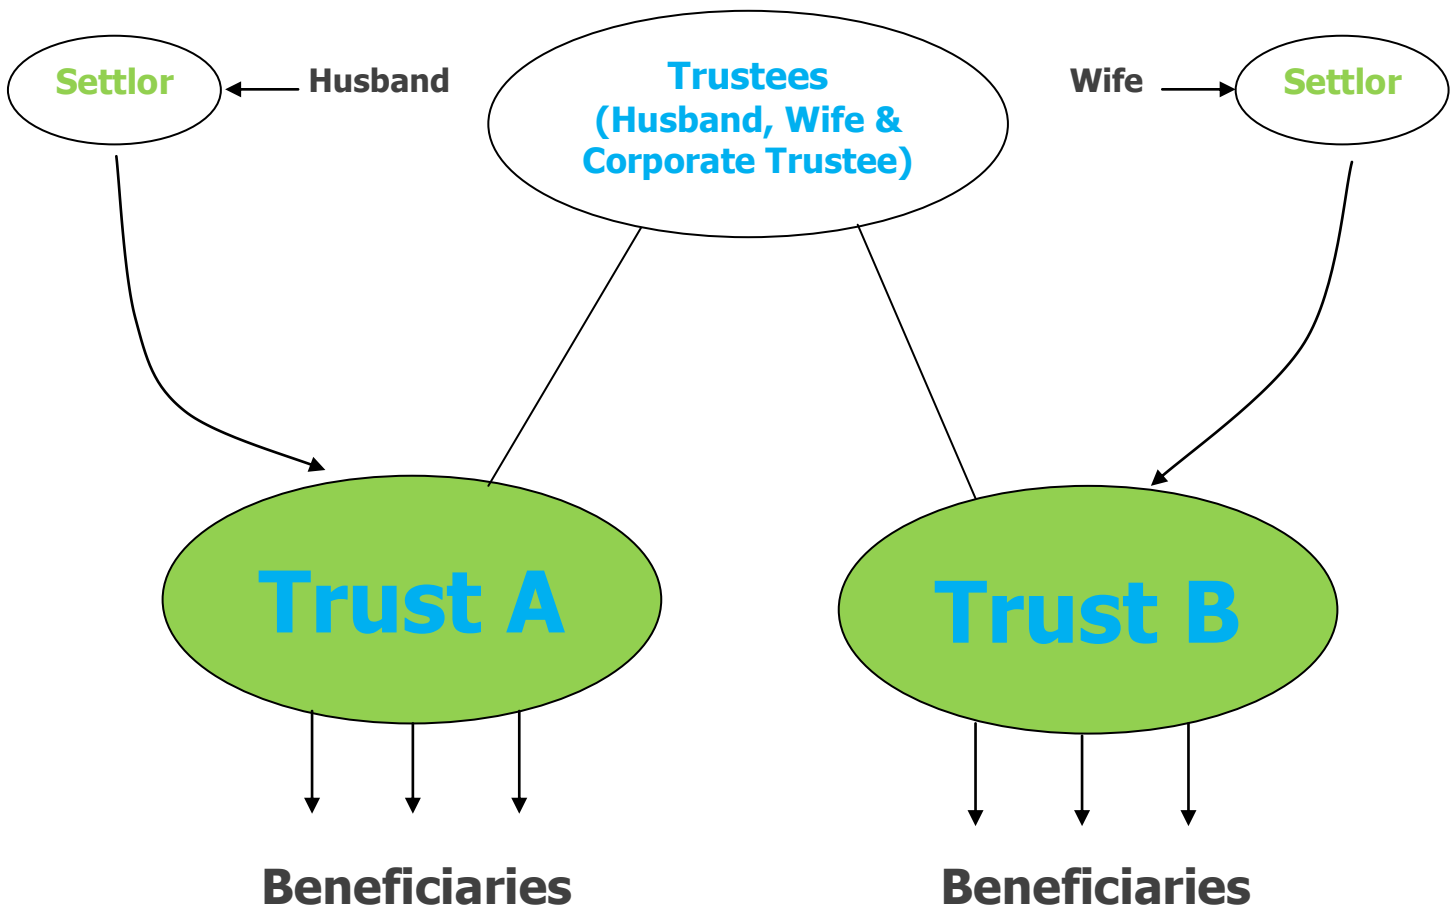 Settlor
Husband
Trustees
(Husband, Wife &
Corporate Trustee)
Wife
Settlor
Trust A
Trust B
Beneficiaries
Beneficiaries